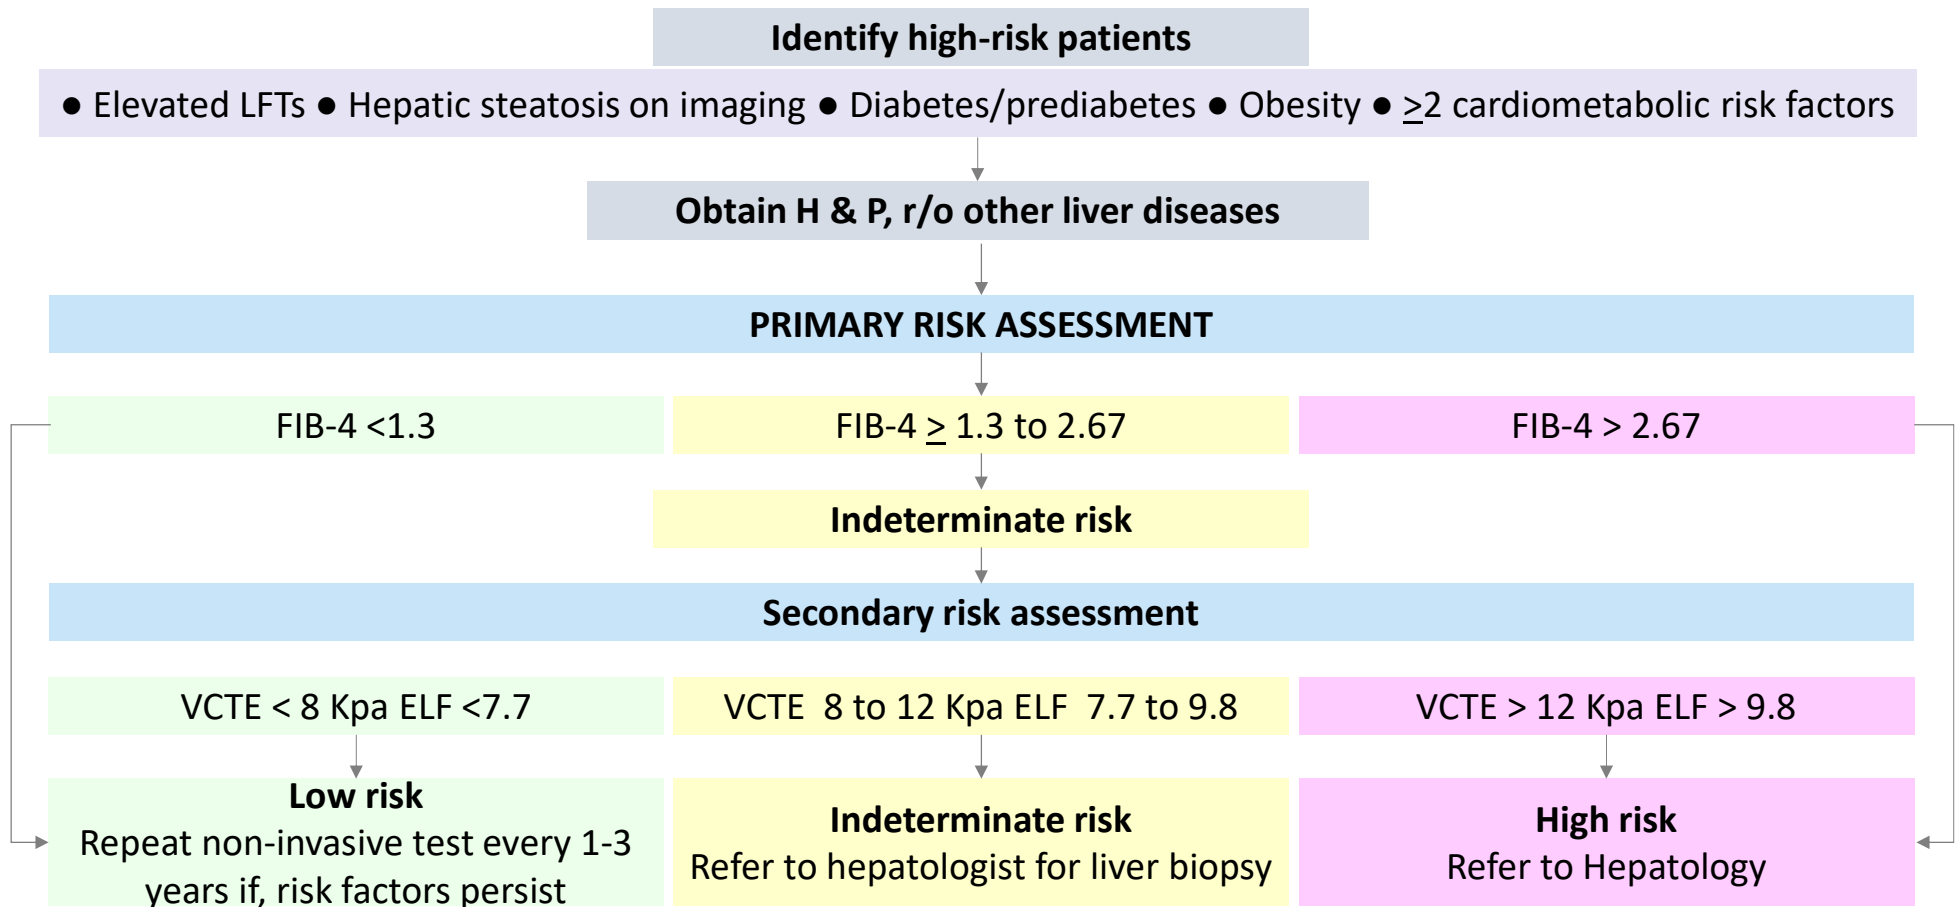 Identify high-risk patients
● Elevated LFTs ● Hepatic steatosis on imaging ● Diabetes/prediabetes ● Obesity ● ≥2 cardiometabolic risk factors
Obtain H & P, r/o other liver diseases
PRIMARY RISK ASSESSMENT
FIB-4 <1.3
FIB-4 ≥ 1.3 to 2.67
FIB-4 > 2.67
Indeterminate risk
Secondary risk assessment
VCTE < 8 Kpa ELF <7.7
VCTE 8 to 12 Kpa ELF 7.7 to 9.8
VCTE > 12 Kpa ELF > 9.8
Low risk
Repeat non-invasive test every 1-3
years if, risk factors persist
Indeterminate risk
Refer to hepatologist for liver biopsy
High risk
Refer to Hepatology